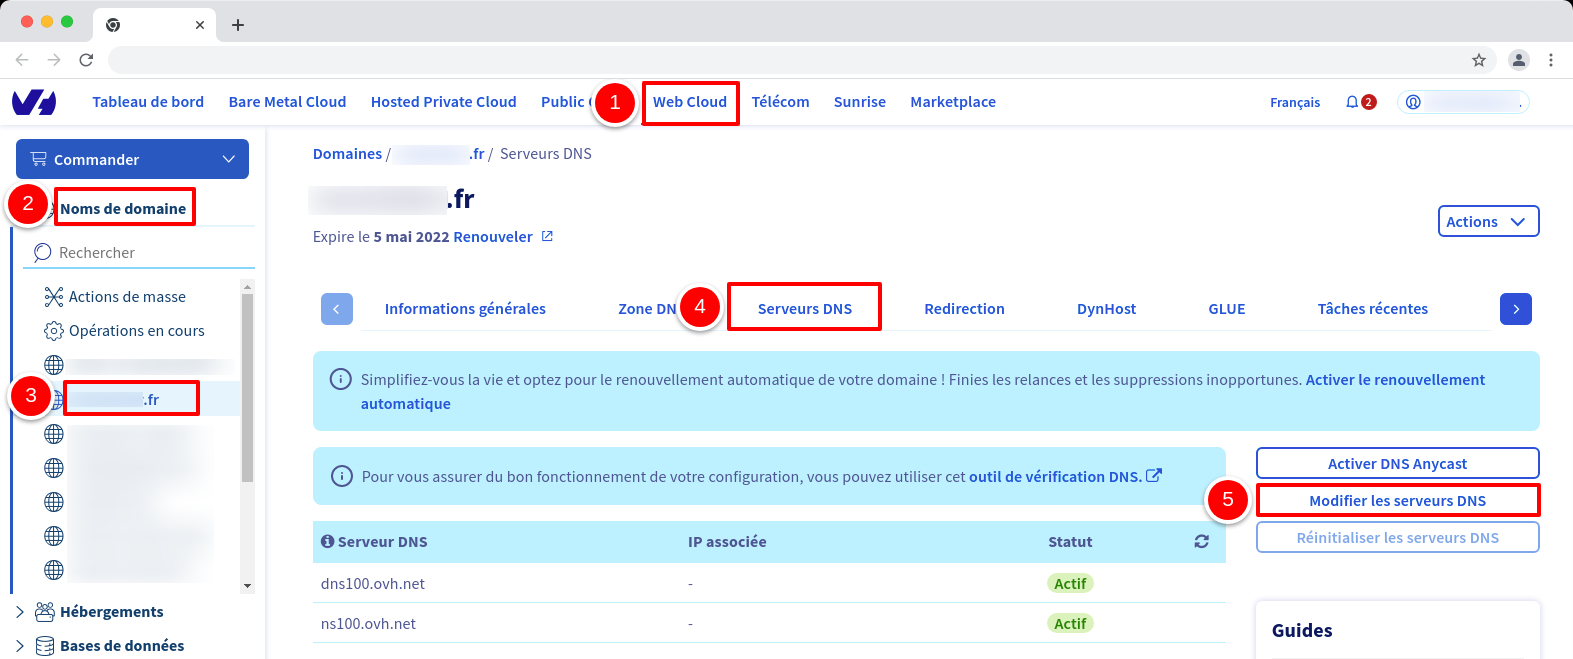 Tableau de bord
Bare Metal Cloud
Hosted Private Cloud
Public
1
Web Cloud
Télécom
Sunrise
Marketplace
Français
2
Commander
2
Noms de domaine
Rechercher
Actions de masse
Opérations en cours
3
.fr
Hébergements
Bases de données
Domaines / .fr / Serveurs DNS
.fr
Expire le 5 mai 2022 Renouveler
Actions
Informations générales
Zone DN
4
Serveurs DNS
Redirection
DynHost
GLUE
Tâches récentes
Simplifiez-vous la vie et optez pour le renouvellement automatique de votre domaine ! Finies les relances et les suppressions inopportunes. Activer le renouvellement
automatique
Pour vous assurer du bon fonctionnement de votre configuration, vous pouvez utiliser cet outil de vérification DNS.
Activer DNS Anycast
5
Modifier les serveurs DNS
Réinitialiser les serveurs DNS
Serveur DNS IP associée Statut
dns100.ovh.net - Actif
ns100.ovh.net - Actif
Guides